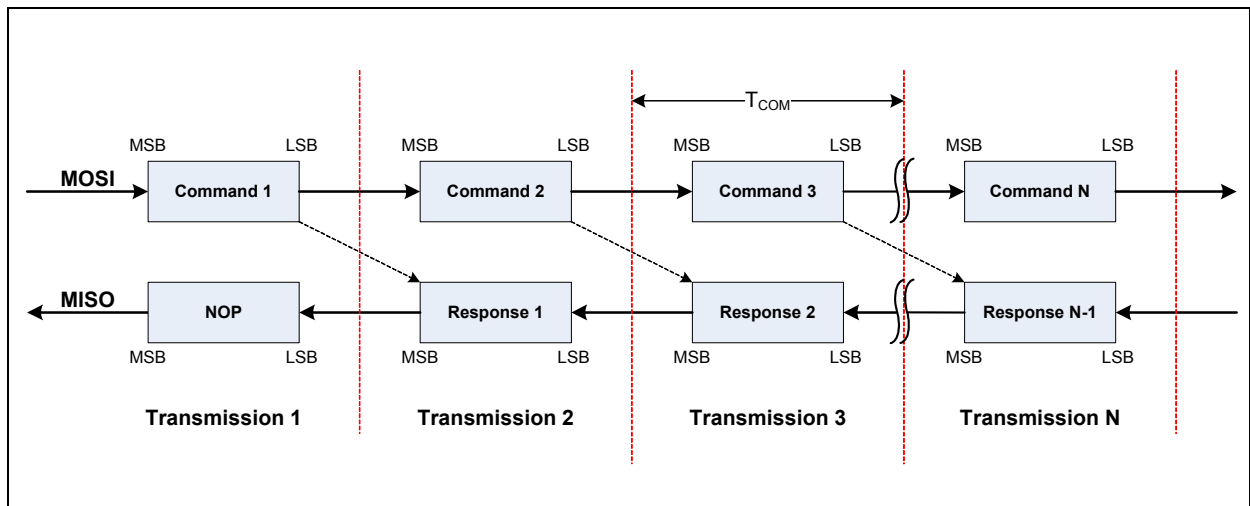 T_COM
MSB LSB MSB LSB MSB LSB MSB LSB
MOSI Command 1 Command 2 Command 3 Command N
MISO NOP Response 1 Response 2 Response N-1
MSB LSB MSB LSB MSB LSB MSB LSB
Transmission 1 Transmission 2 Transmission 3 Transmission N